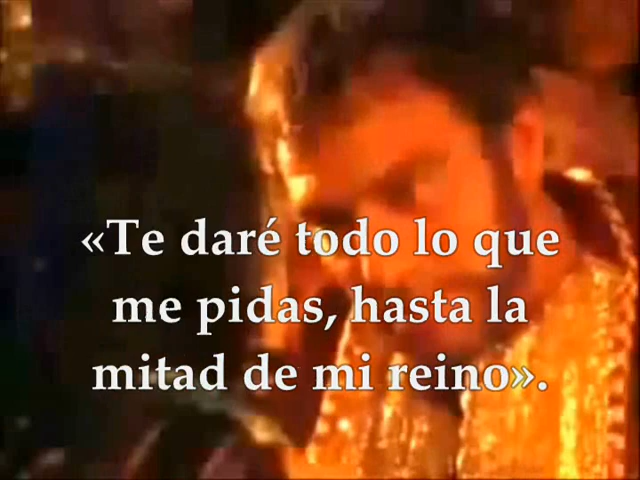 «Te daré todo lo que
me pidas, hasta la
mitad de mi reino».